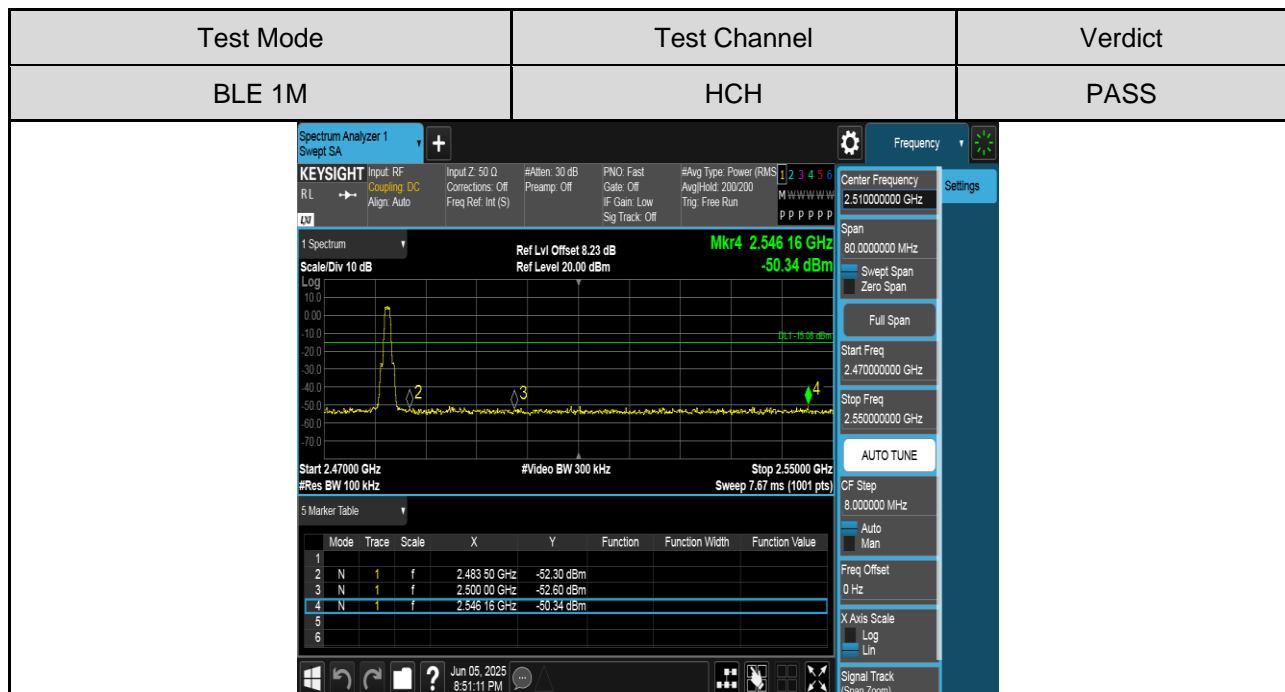 Test Mode Test Channel Verdict
BLE 1M HCH PASS
Spectrum Analyzer 1
Swept SA
+
Frequency
KEYSIGHT
RL
LXI
Input: RF
Coupling: DC
Align: Auto
Input Z: 50 Ω
Corrections: Off
Freq Ref: Int (S)
#Atten: 30 dB
Preamp: Off
PNO: Fast
Gate: Off
IF Gain: Low
Sig Track: Off
#Avg Type: Power (RMS
Avg|Hold: 200/200
Trig: Free Run
1 2 3 4 5 6
M W W W W W
P P P P P P
Center Frequency
2.510000000 GHz
Settings
Span
80.0000000 MHz
Swept Span
Zero Span
Full Span
Start Freq
2.470000000 GHz
Stop Freq
2.550000000 GHz
AUTO TUNE
CF Step
8.000000 MHz
Auto
Man
Freq Offset
0 Hz
X Axis Scale
Log
Lin
Signal Track
(Span Zoom)
1 Spectrum
Scale/Div 10 dB
Ref Lvl Offset 8.23 dB
Ref Level 20.00 dBm
Mkr4 2.546 16 GHz
-50.34 dBm
Log
10.0
0.00
-10.0
-20.0
-30.0
-40.0
-50.0
-60.0
-70.0
DL1 -15.08 dBm
2
3
4
Start 2.47000 GHz
#Res BW 100 kHz
#Video BW 300 kHz
Stop 2.55000 GHz
Sweep 7.67 ms (1001 pts)
5 Marker Table
Mode Trace Scale X Y Function Function Width Function Value
1
2 N 1 f 2.483 50 GHz -52.30 dBm
3 N 1 f 2.500 00 GHz -52.60 dBm
4 N 1 f 2.546 16 GHz -50.34 dBm
5
6
?
Jun 05, 2025
8:51:11 PM